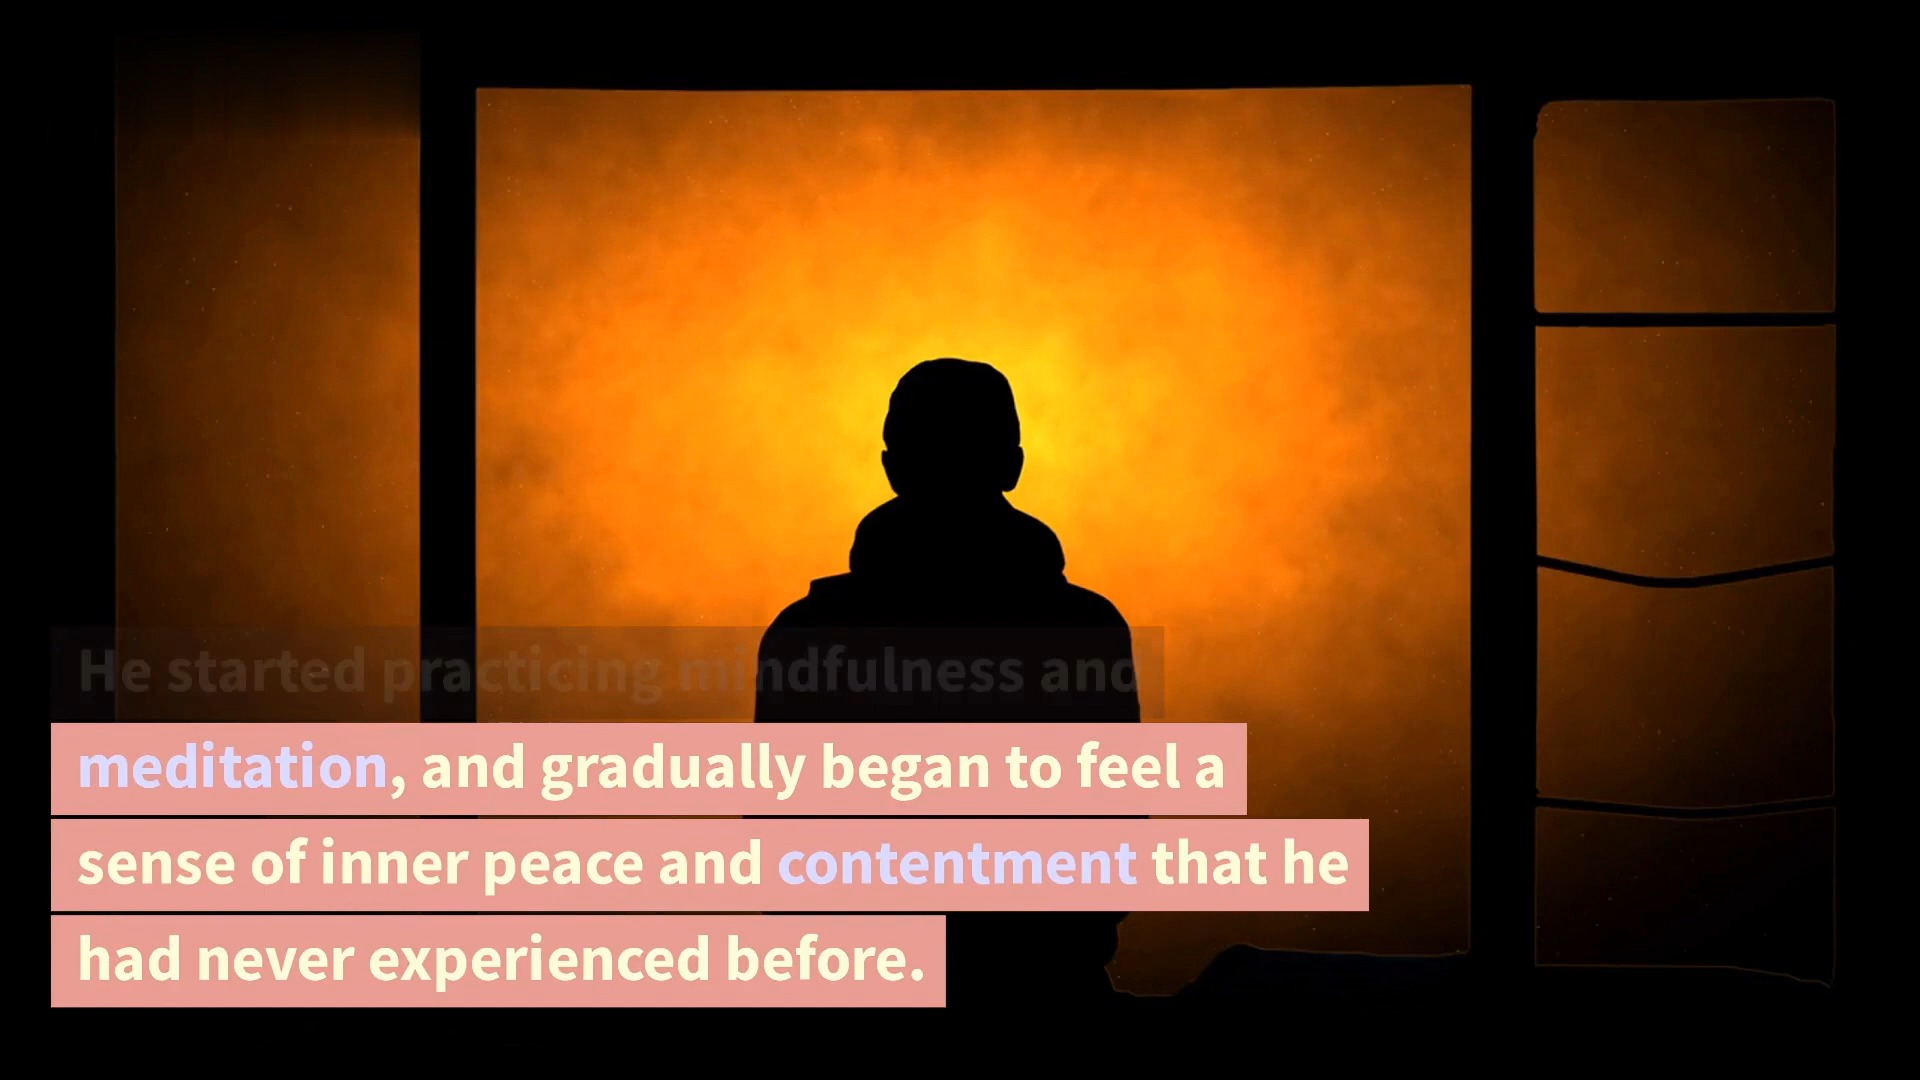 He started practicing mindfulness and
meditation, and gradually began to feel a
sense of inner peace and contentment that he
had never experienced before.